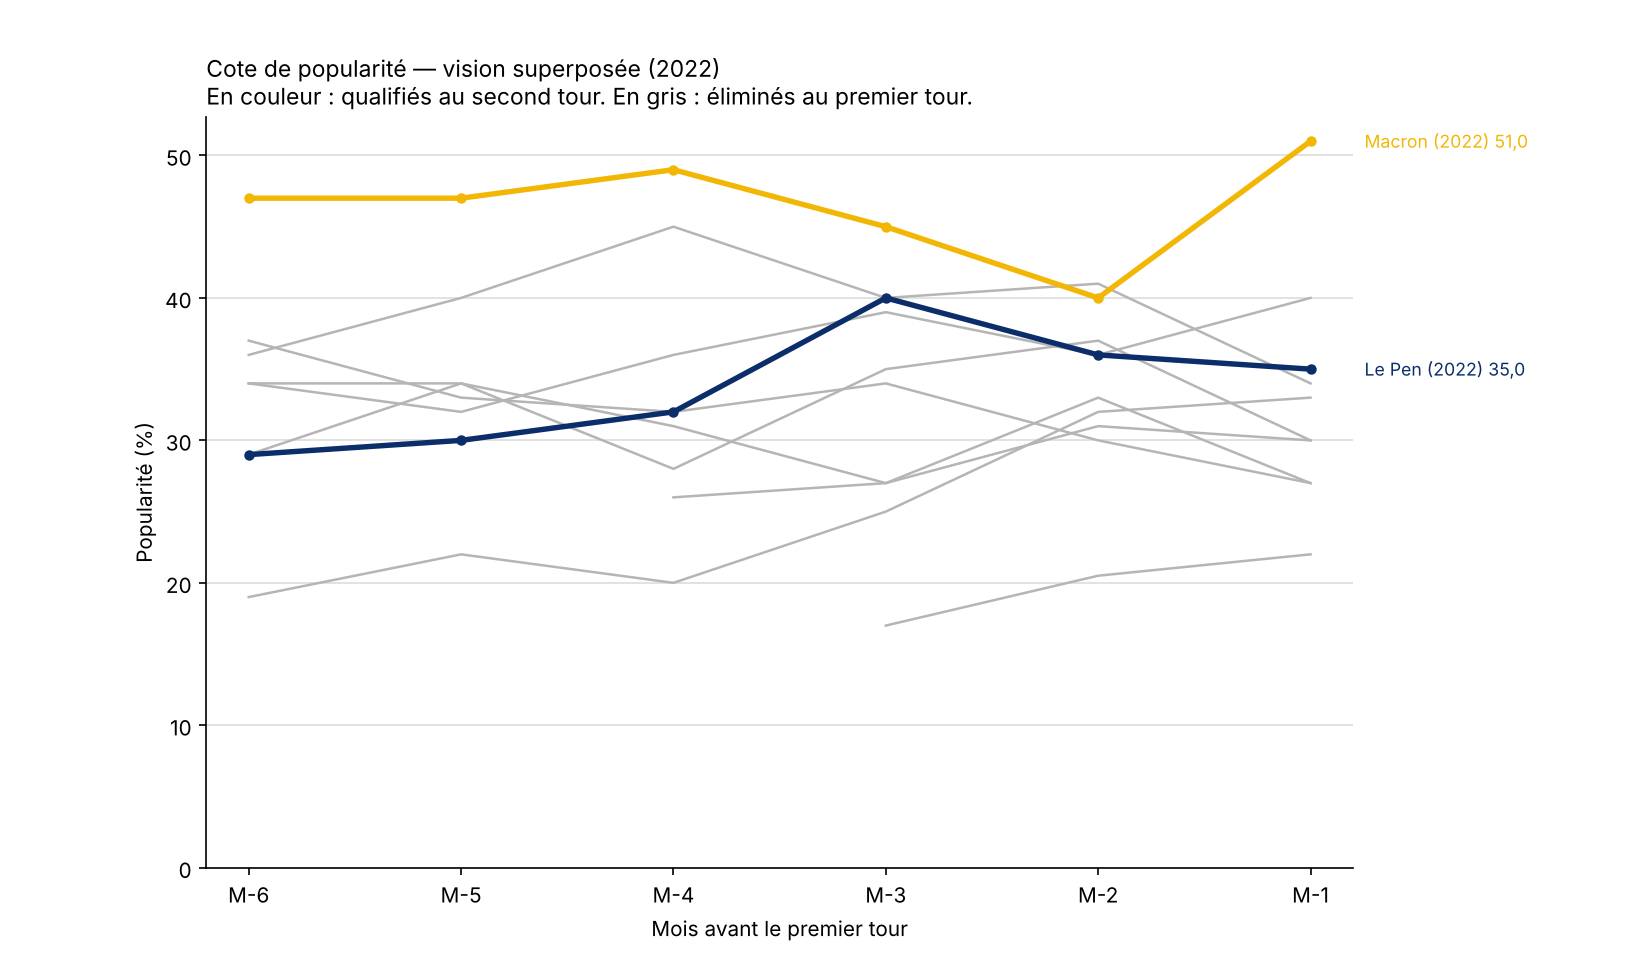 Cote de popularité — vision superposée (2022)
En couleur : qualifiés au second tour. En gris : éliminés au premier tour.
Macron (2022) 51,0
Le Pen (2022) 35,0
Popularité (%)
50
40
30
20
10
0
M-6
M-5
M-4
M-3
M-2
M-1
Mois avant le premier tour